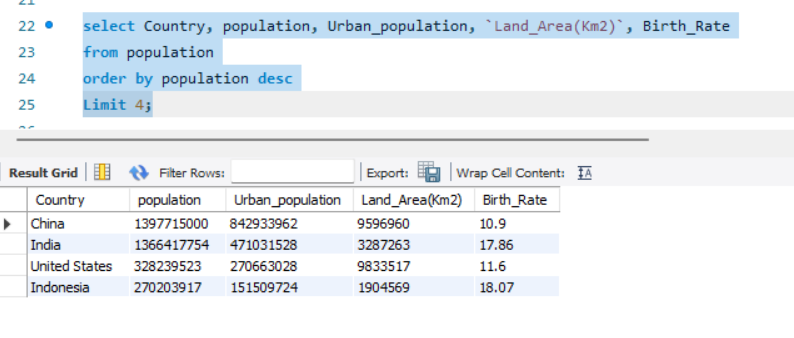 22 select Country, population, Urban_population, `Land_Area(Km2)`, Birth_Rate
23 from population
24 order by population desc
25 Limit 4;
Result Grid Filter Rows: Export: Wrap Cell Content:
Country population Urban_population Land_Area(Km2) Birth_Rate
China 1397715000 842933962 9596960 10.9
India 1366417754 471031528 3287263 17.86
United States 328239523 270663028 9833517 11.6
Indonesia 270203917 151509724 1904569 18.07